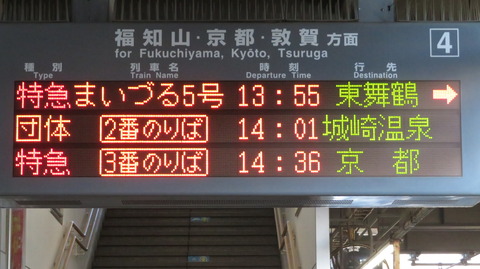 福知山・京都・敦賀 方面
for Fukuchiyama, Kyōto, Tsuruga
4
種別 列車名 時刻 行先
Type Train Name Departure Time Destination
特急 まいづる5号 13:55 東舞鶴 →
団体 2番のりば 14:01 城崎温泉
特急 3番のりば 14:36 京都